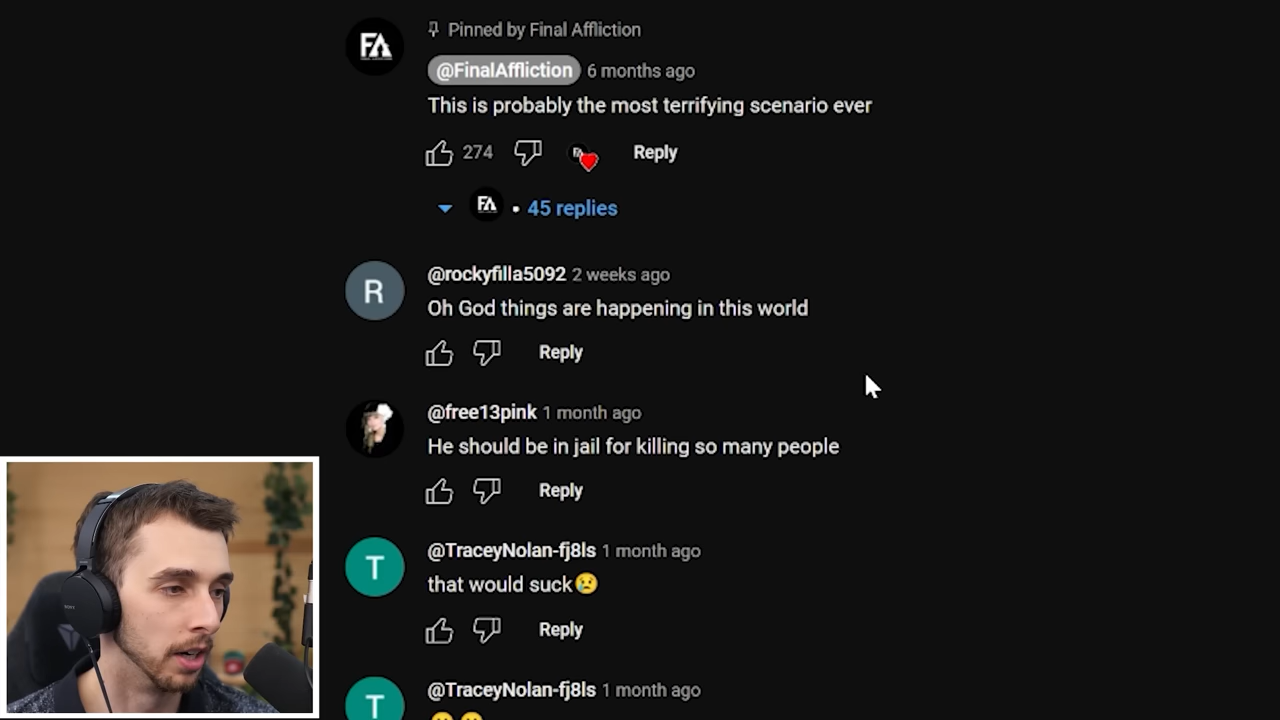 Pinned by Final Affliction
FA
@FinalAffliction 6 months ago
This is probably the most terrifying scenario ever
274 Reply
FA • 45 replies
R
@rockyfilla5092 2 weeks ago
Oh God things are happening in this world
Reply
@free13pink 1 month ago
He should be in jail for killing so many people
Reply
T
@TraceyNolan-fj8ls 1 month ago
that would suck😢
Reply
T
@TraceyNolan-fj8ls 1 month ago
SONY